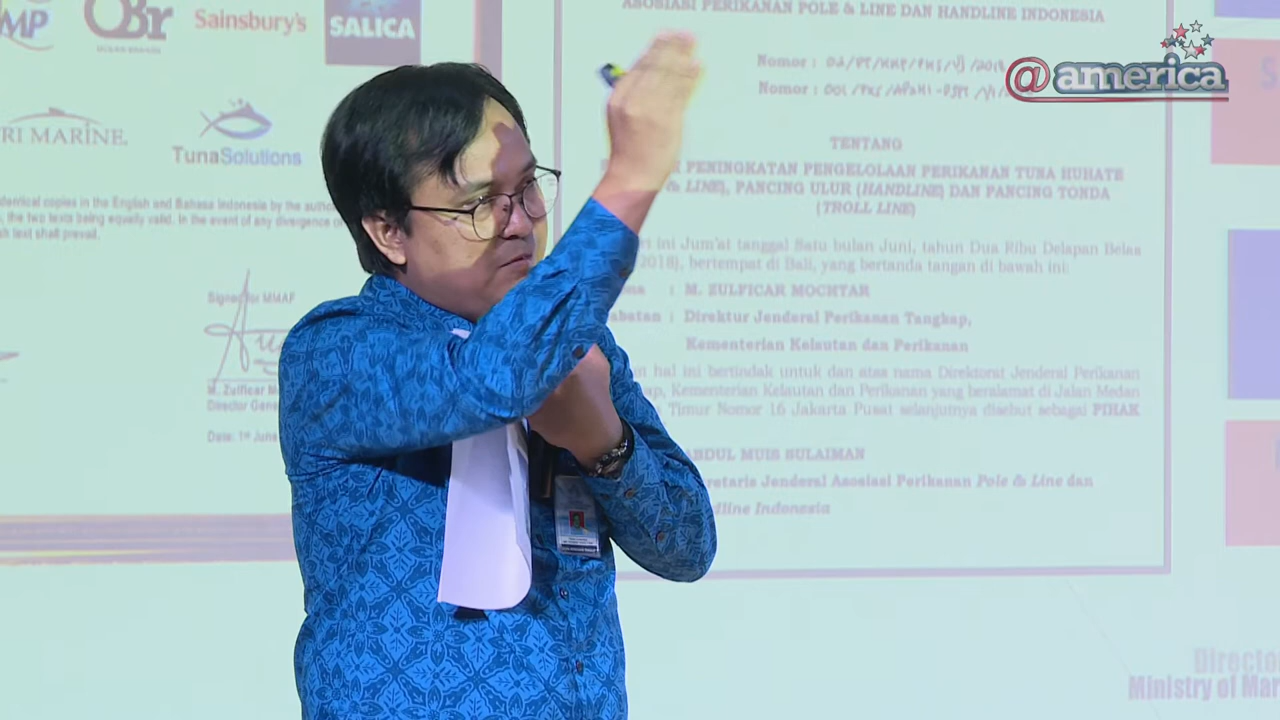 OBr
Sainsbury's
SALICA
RI MARINE.
TunaSolutions
identical copies in the English and Bahasa Indonesia by the
the two texts being equally valid. In the event of any divergence
text shall prevail.
Signed for MMAF
M. Zulficar
Director
Date: 1st June
ASOSIASI PERIKANAN POLE & LINE DAN HANDLINE INDONESIA
Nomor :
Nomor :
TENTANG
PENINGKATAN PENGELOLAAN PERIKANAN TUNA HUHATE
& LINE), PANCING ULUR (HANDLINE) DAN PANCING TONDA
(TROLL LINE)
ini Jum'at tanggal Satu bulan Juni, tahun Dua Ribu Delapan Belas
2018), bertempat di Bali, yang bertanda tangan di bawah ini:
: M. ZULFICAR MOCHTAR
: Direktur Jenderal Perikanan Tangkap,
Kementerian Kelautan dan Perikanan
hal ini bertindak untuk dan atas nama Direktorat Jenderal Perikanan
Kementerian Kelautan dan Perikanan yang beralamat di Jalan Medan
Timur Nomor 16 Jakarta Pusat selanjutnya disebut sebagai PIHAK
ABDUL MUIS SULAIMAN
Jenderal Asosiasi Perikanan Pole & Line dan
Indonesia
@america
Ministry of